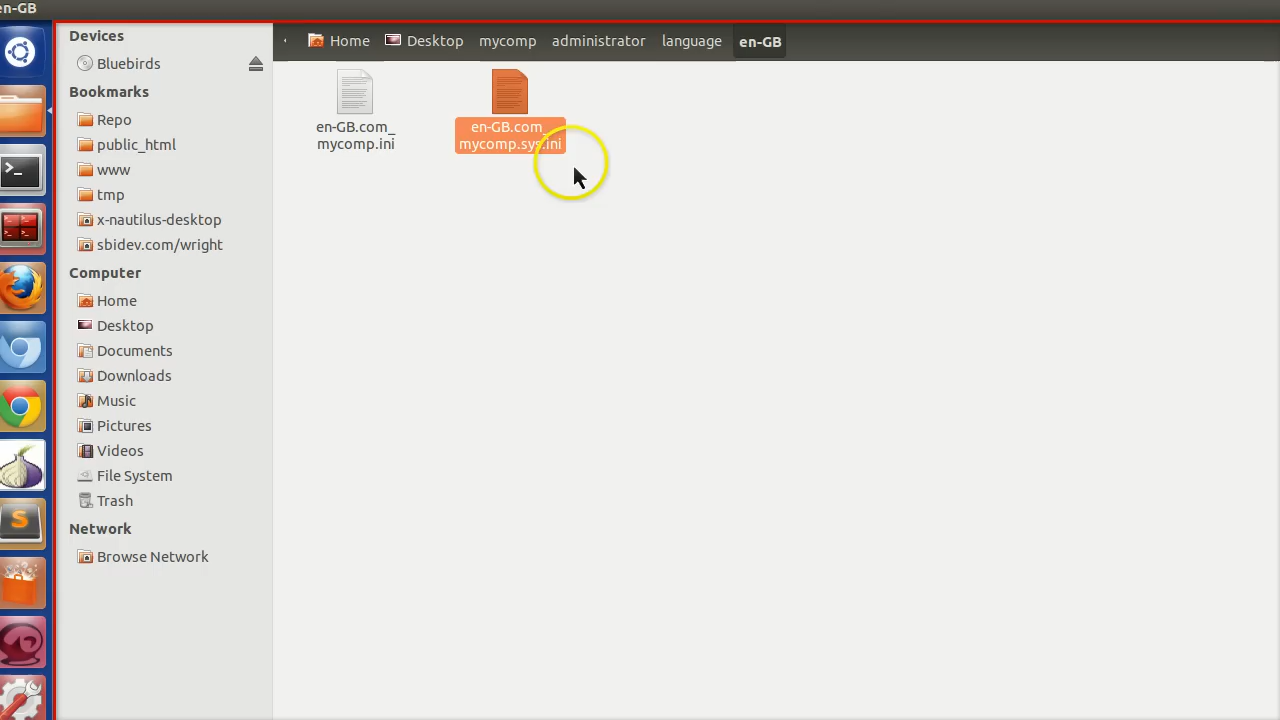 en-GB
Devices
Bluebirds
Bookmarks
Repo
public_html
www
tmp
x-nautilus-desktop
sbidev.com/wright
Computer
Home
Desktop
Documents
Downloads
Music
Pictures
Videos
File System
Trash
Network
Browse Network
Home Desktop mycomp administrator language en-GB
en-GB.com_
mycomp.ini
en-GB.com_
mycomp.sys.ini